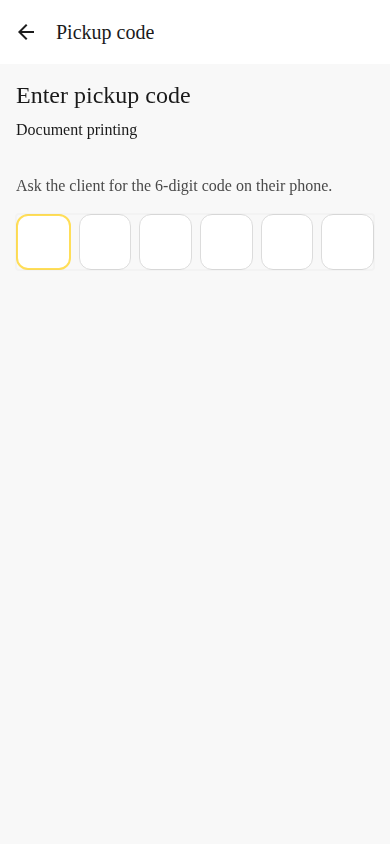 Pickup code
Enter pickup code
Document printing
Ask the client for the 6-digit code on their phone.